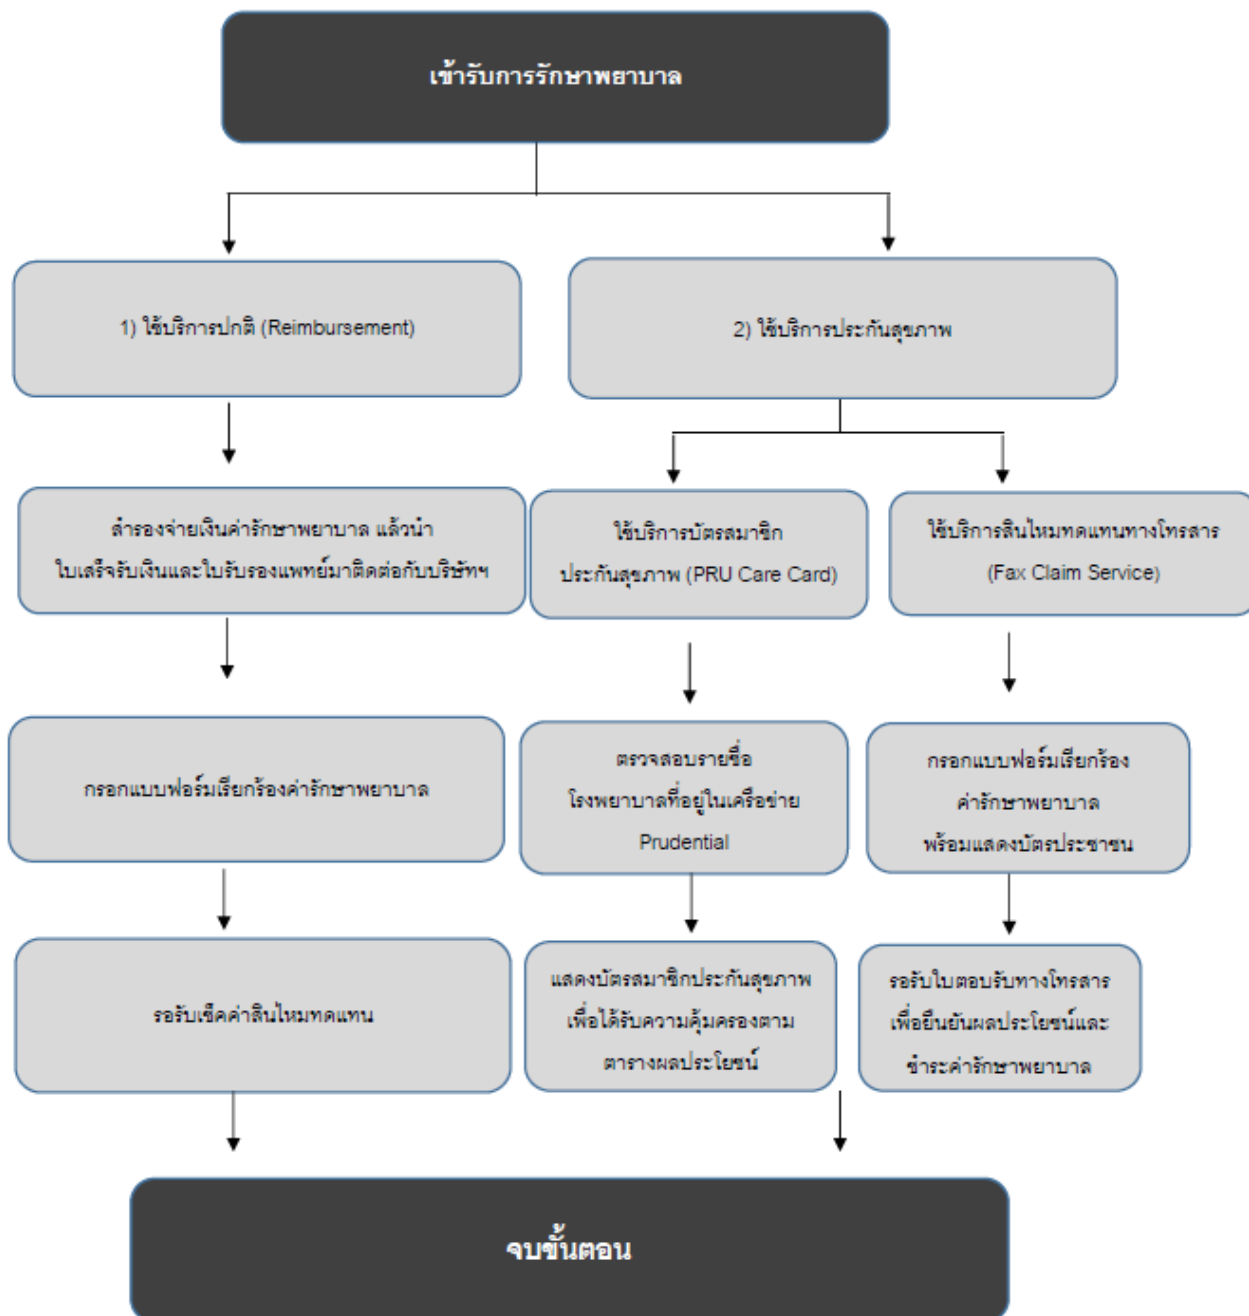 เข้ารับการรักษาพยาบาล
1) ใช้บริการปกติ (Reimbursement)
2) ใช้บริการประกันสุขภาพ
สำรองจ่ายเงินค่ารักษาพยาบาล แล้วนำ
ใบเสร็จรับเงินและใบรับรองแพทย์มาติดต่อกับบริษัทฯ
ใช้บริการบัตรสมาชิก
ประกันสุขภาพ (PRU Care Card)
ใช้บริการสินไหมทดแทนทางโทรสาร
(Fax Claim Service)
กรอกแบบฟอร์มเรียกร้องค่ารักษาพยาบาล
ตรวจสอบรายชื่อ
โรงพยาบาลที่อยู่ในเครือข่าย
Prudential
กรอกแบบฟอร์มเรียกร้อง
ค่ารักษาพยาบาล
พร้อมแสดงบัตรประชาชน
รอรับเช็คค่าสินไหมทดแทน
แสดงบัตรสมาชิกประกันสุขภาพ
เพื่อได้รับความคุ้มครองตาม
ตารางผลประโยชน์
รอรับใบตอบรับทางโทรสาร
เพื่อยืนยันผลประโยชน์และ
ชำระค่ารักษาพยาบาล
จบขั้นตอน